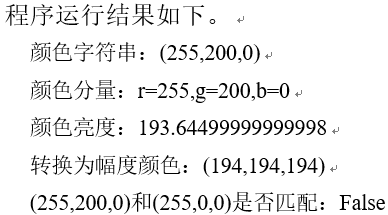 程序运行结果如下。
颜色字符串：(255,200,0)
颜色分量：r=255,g=200,b=0
颜色亮度：193.64499999999998
转换为幅度颜色：(194,194,194)
(255,200,0)和(255,0,0)是否匹配：False